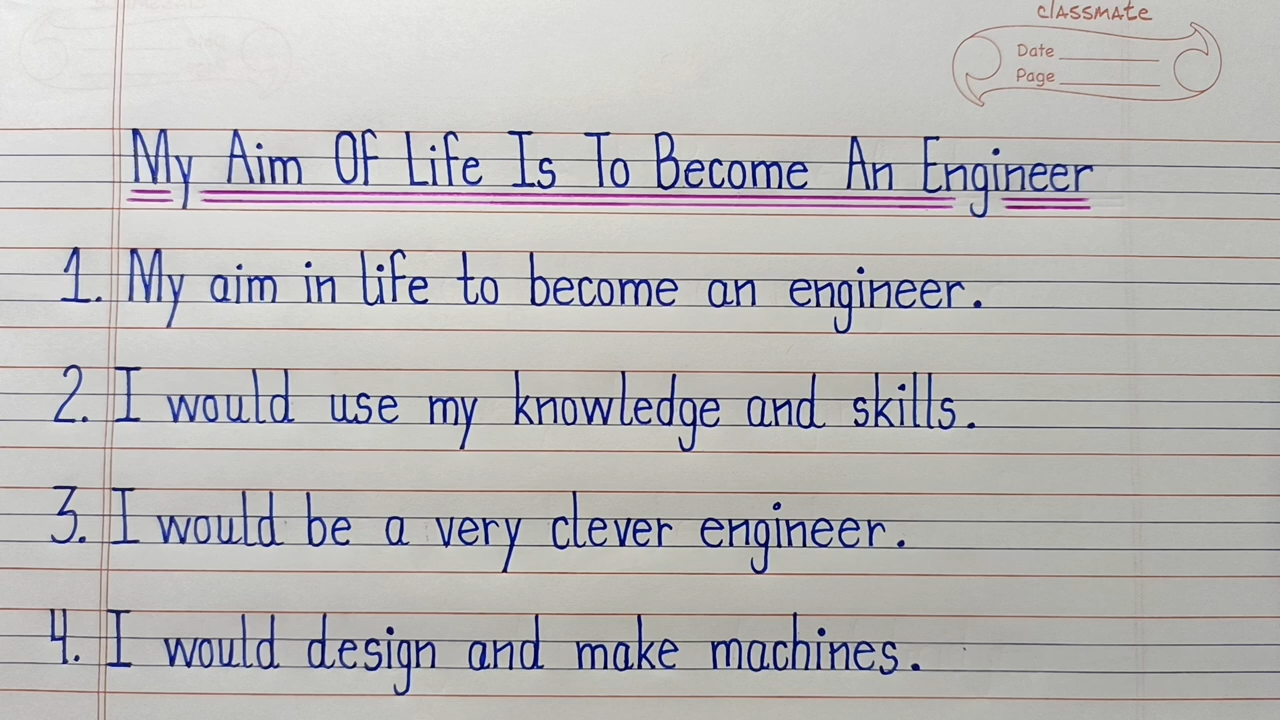 classmate
Date
Page
My Aim Of Life Is To Become An Engineer
1. My aim in life to become an engineer.
2. I would use my knowledge and skills.
3. I would be a very clever engineer.
4. I would design and make machines.